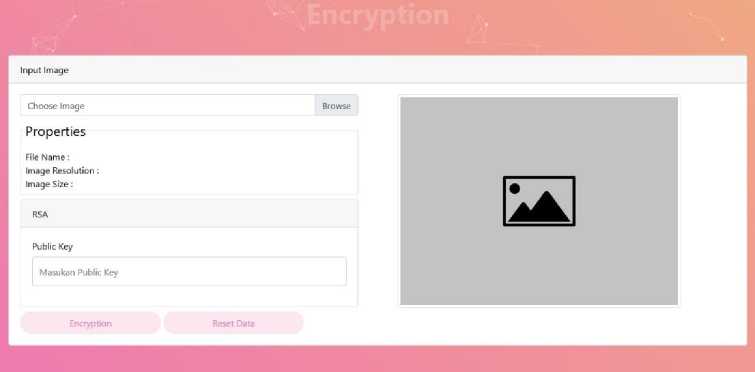 Encryption
Input Image
Choose Image Browse
Properties
File Name :
Image Resolution :
Image Size :
RSA
Public Key
Masukan Public Key
Encryption Reset Data